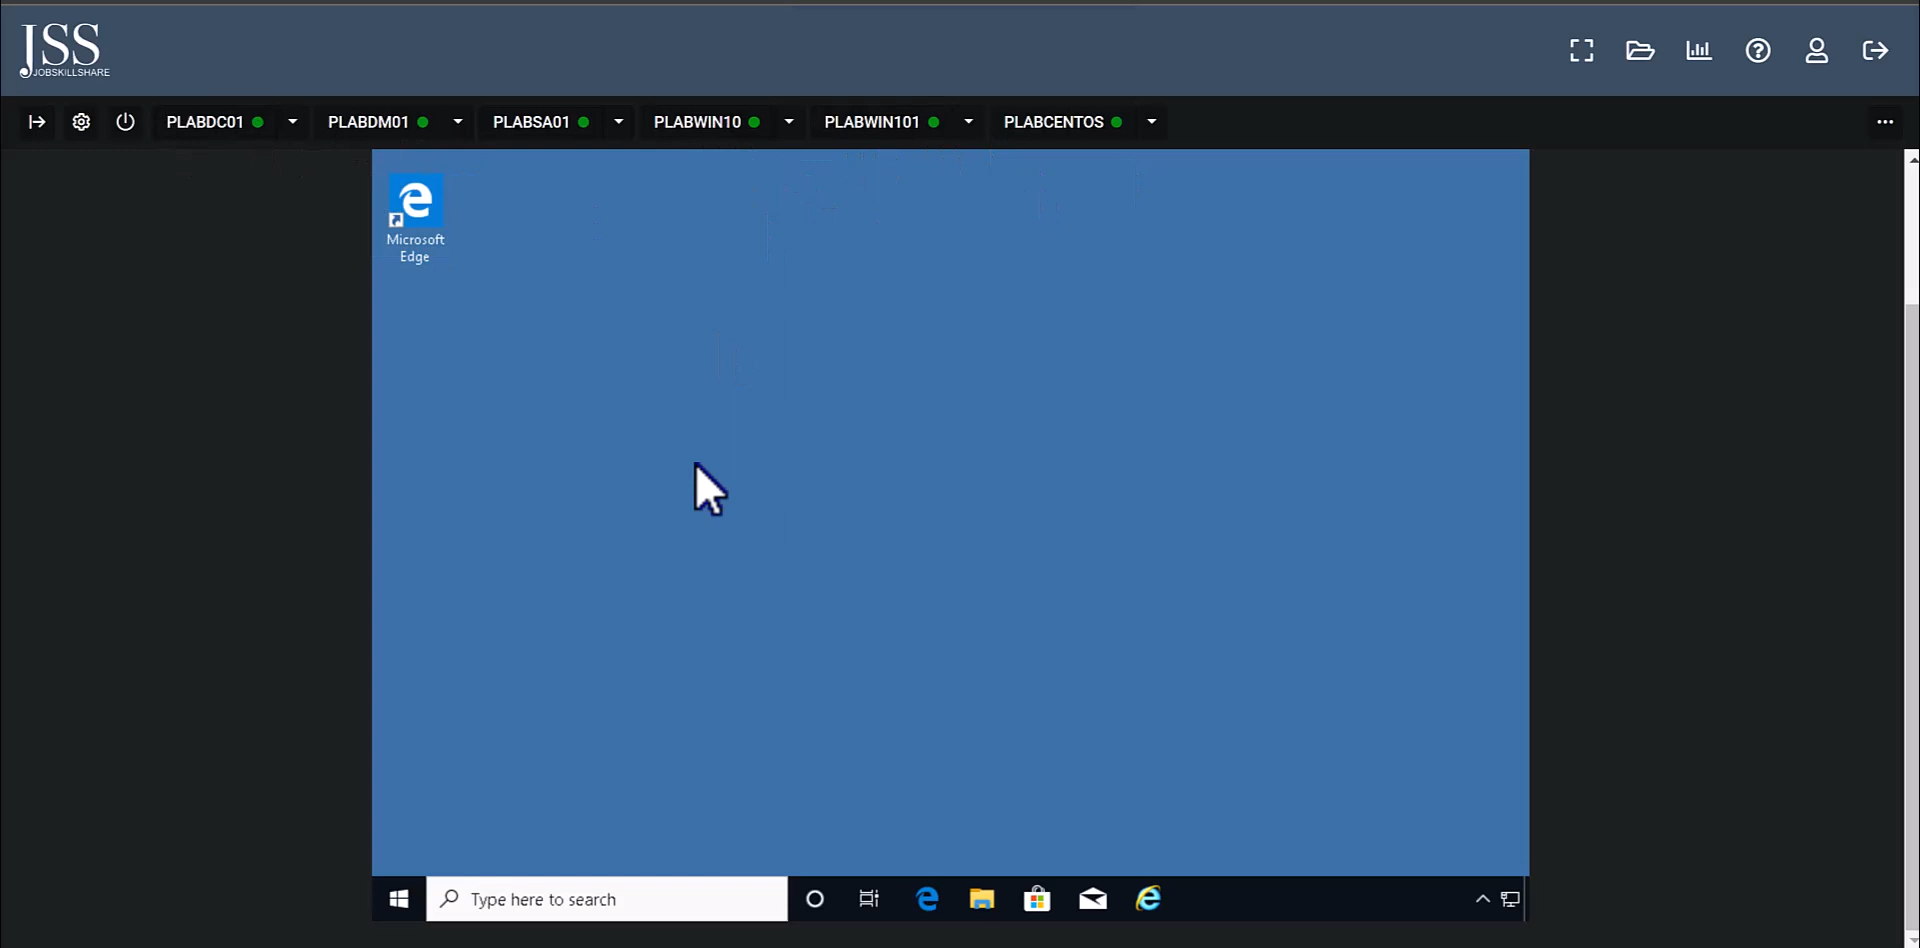 JSS
JOBSKILLSHARE
PLABDC01 PLABDM01 PLABSA01 PLABWIN10 PLABWIN101 PLABCENTOS
Microsoft
Edge
Type here to search